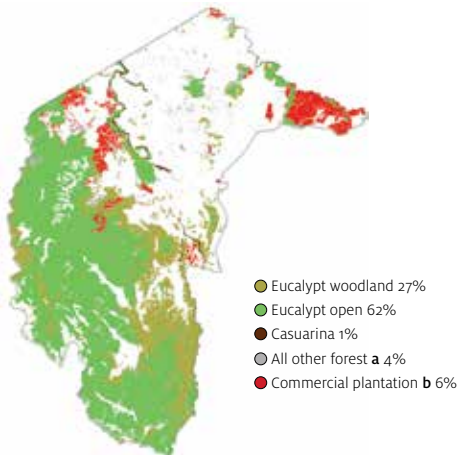 Eucalypt woodland 27%
Eucalypt open 62%
Casuarina 1%
All other forest a 4%
Commercial plantation b 6%